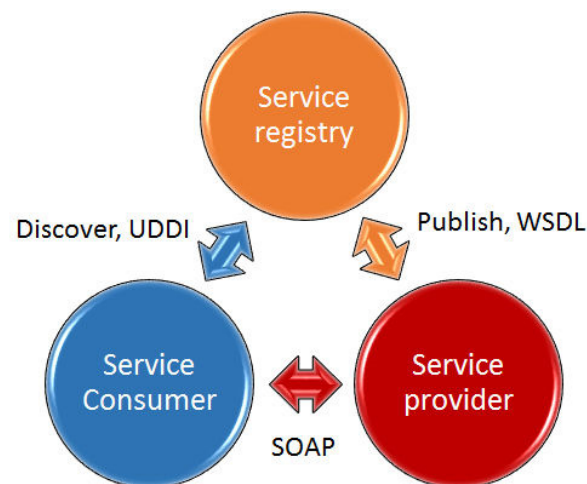 Service
registry
Discover, UDDI
Publish, WSDL
Service
Consumer
Service
provider
SOAP